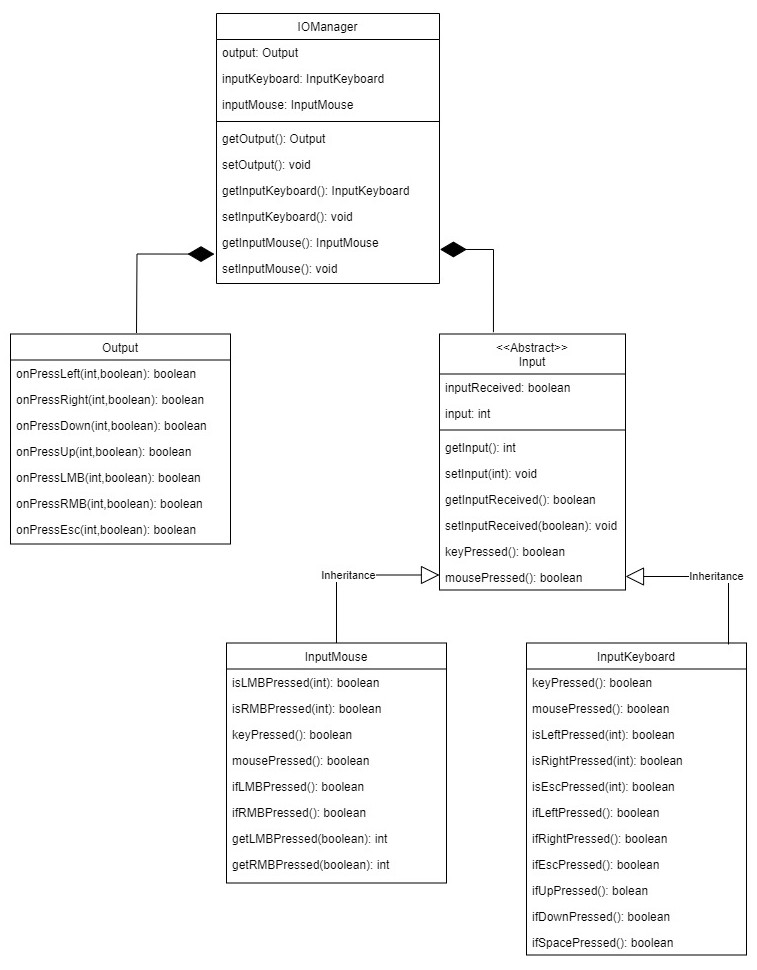 IOManager
output: Output
inputKeyboard: InputKeyboard
inputMouse: InputMouse
getOutput(): Output
setOutput(): void
getInputKeyboard(): InputKeyboard
setInputKeyboard(): void
getInputMouse(): InputMouse
setInputMouse(): void
Output
onPressLeft(int,boolean): boolean
onPressRight(int,boolean): boolean
onPressDown(int,boolean): boolean
onPressUp(int,boolean): boolean
onPressLMB(int,boolean): boolean
onPressRMB(int,boolean): boolean
onPressEsc(int,boolean): boolean
<<Abstract>>
Input
inputReceived: boolean
input: int
getInput(): int
setInput(int): void
getInputReceived(): boolean
setInputReceived(boolean): void
keyPressed(): boolean
mousePressed(): boolean
Inheritance
Inheritance
InputMouse
isLMBPressed(int): boolean
isRMBPressed(int): boolean
keyPressed(): boolean
mousePressed(): boolean
ifLMBPressed(): boolean
ifRMBPressed(): boolean
getLMBPressed(boolean): int
getRMBPressed(boolean): int
InputKeyboard
keyPressed(): boolean
mousePressed(): boolean
isLeftPressed(int): boolean
isRightPressed(int): boolean
isEscPressed(int): boolean
ifLeftPressed(): boolean
ifRightPressed(): boolean
ifEscPressed(): boolean
ifUpPressed(): bolean
ifDownPressed(): boolean
ifSpacePressed(): boolean